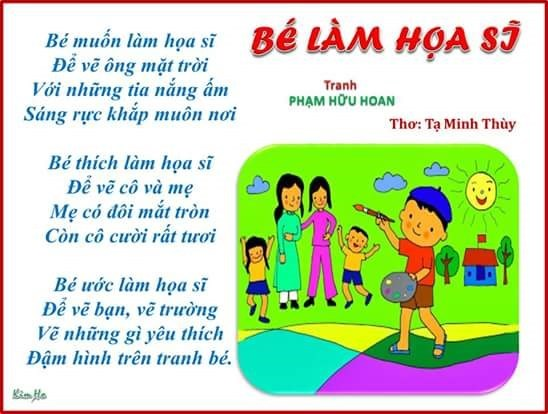 BÉ LÀM HỌA SĨ
Tranh
PHẠM HỮU HOAN
Thơ: Tạ Minh Thùy
Bé muốn làm họa sĩ
Để vẽ ông mặt trời
Với những tia nắng ấm
Sáng rực khắp muôn nơi
Bé thích làm họa sĩ
Để vẽ cô và mẹ
Mẹ có đôi mắt tròn
Còn cô cười rất tươi
Bé ước làm họa sĩ
Để vẽ bạn, vẽ trường
Vẽ những gì yêu thích
Đậm hình trên tranh bé.
Kim Ho